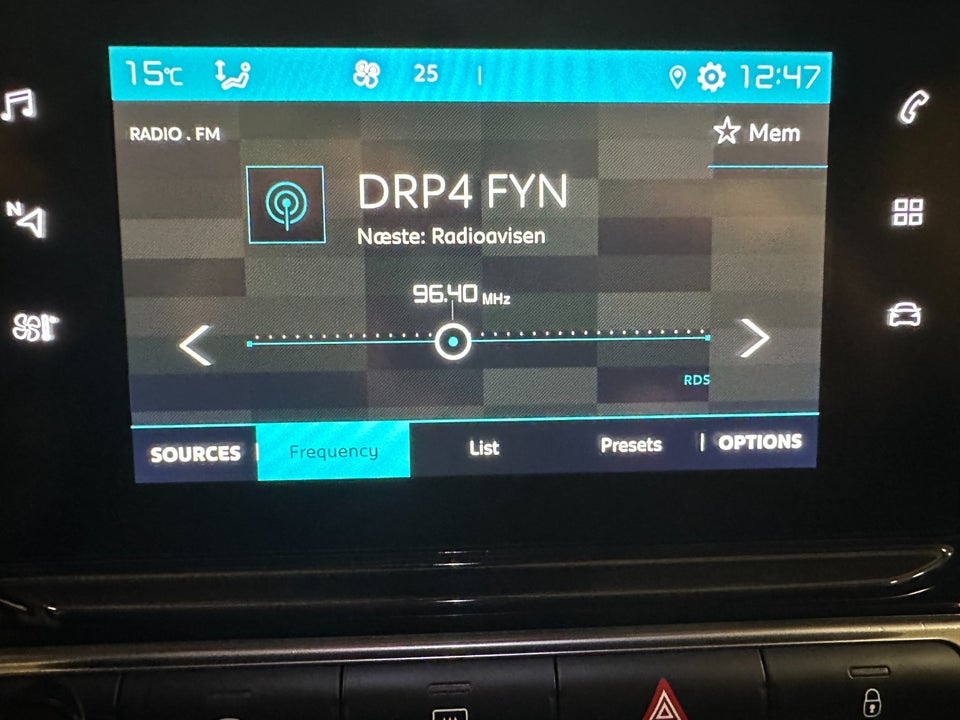 15°C 25 12:47
RADIO . FM
Mem
DRP4 FYN
Næste: Radioavisen
96.40 MHz
RDS
SOURCES Frequency List Presets OPTIONS
N